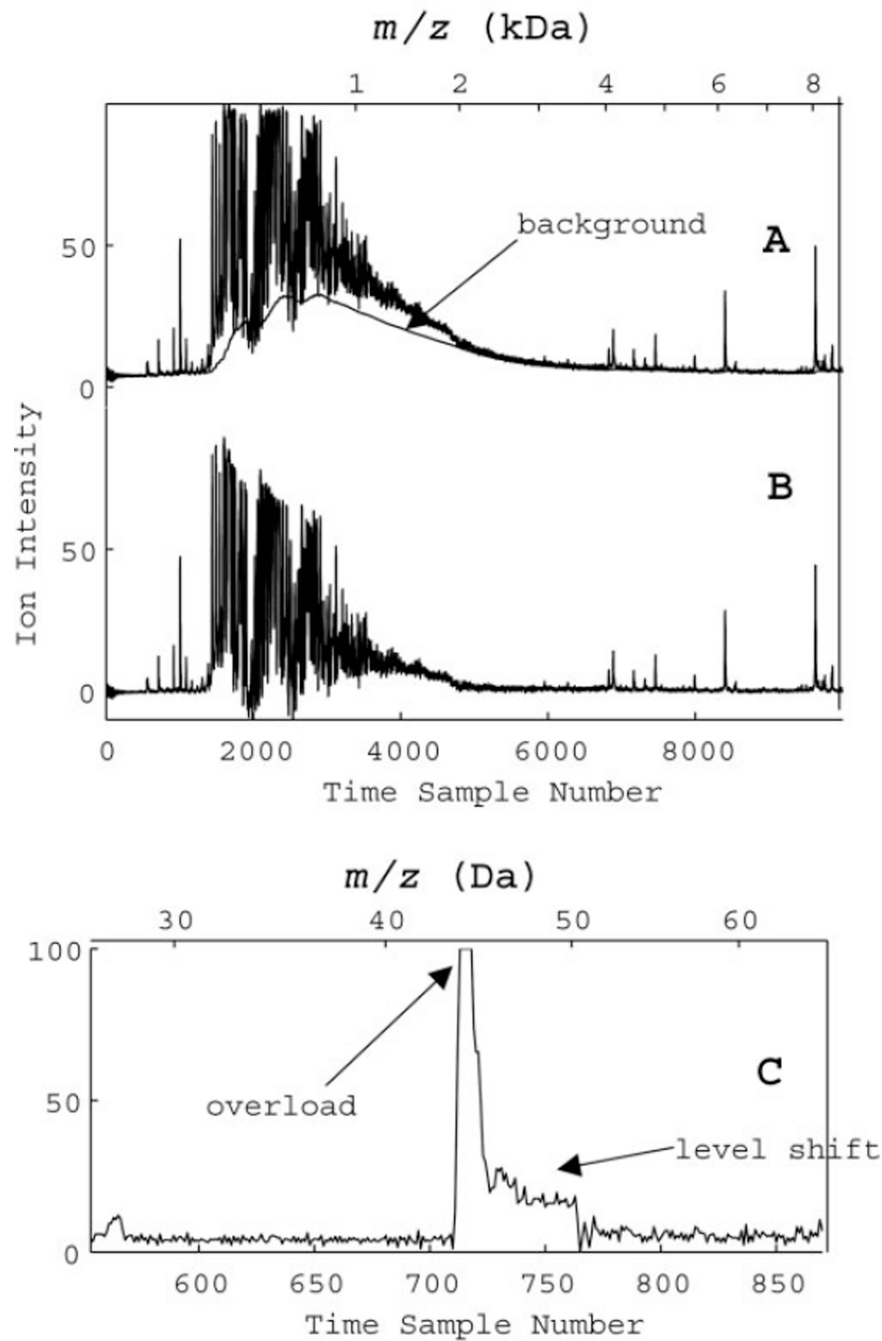 m/z (kDa)
1 2 4 6 8
A
background
50
0
B
50
0
Ion Intensity
0 2000 4000 6000 8000
Time Sample Number
m/z (Da)
30 40 50 60
100
C
50
overload
level shift
0
600 650 700 750 800 850
Time Sample Number